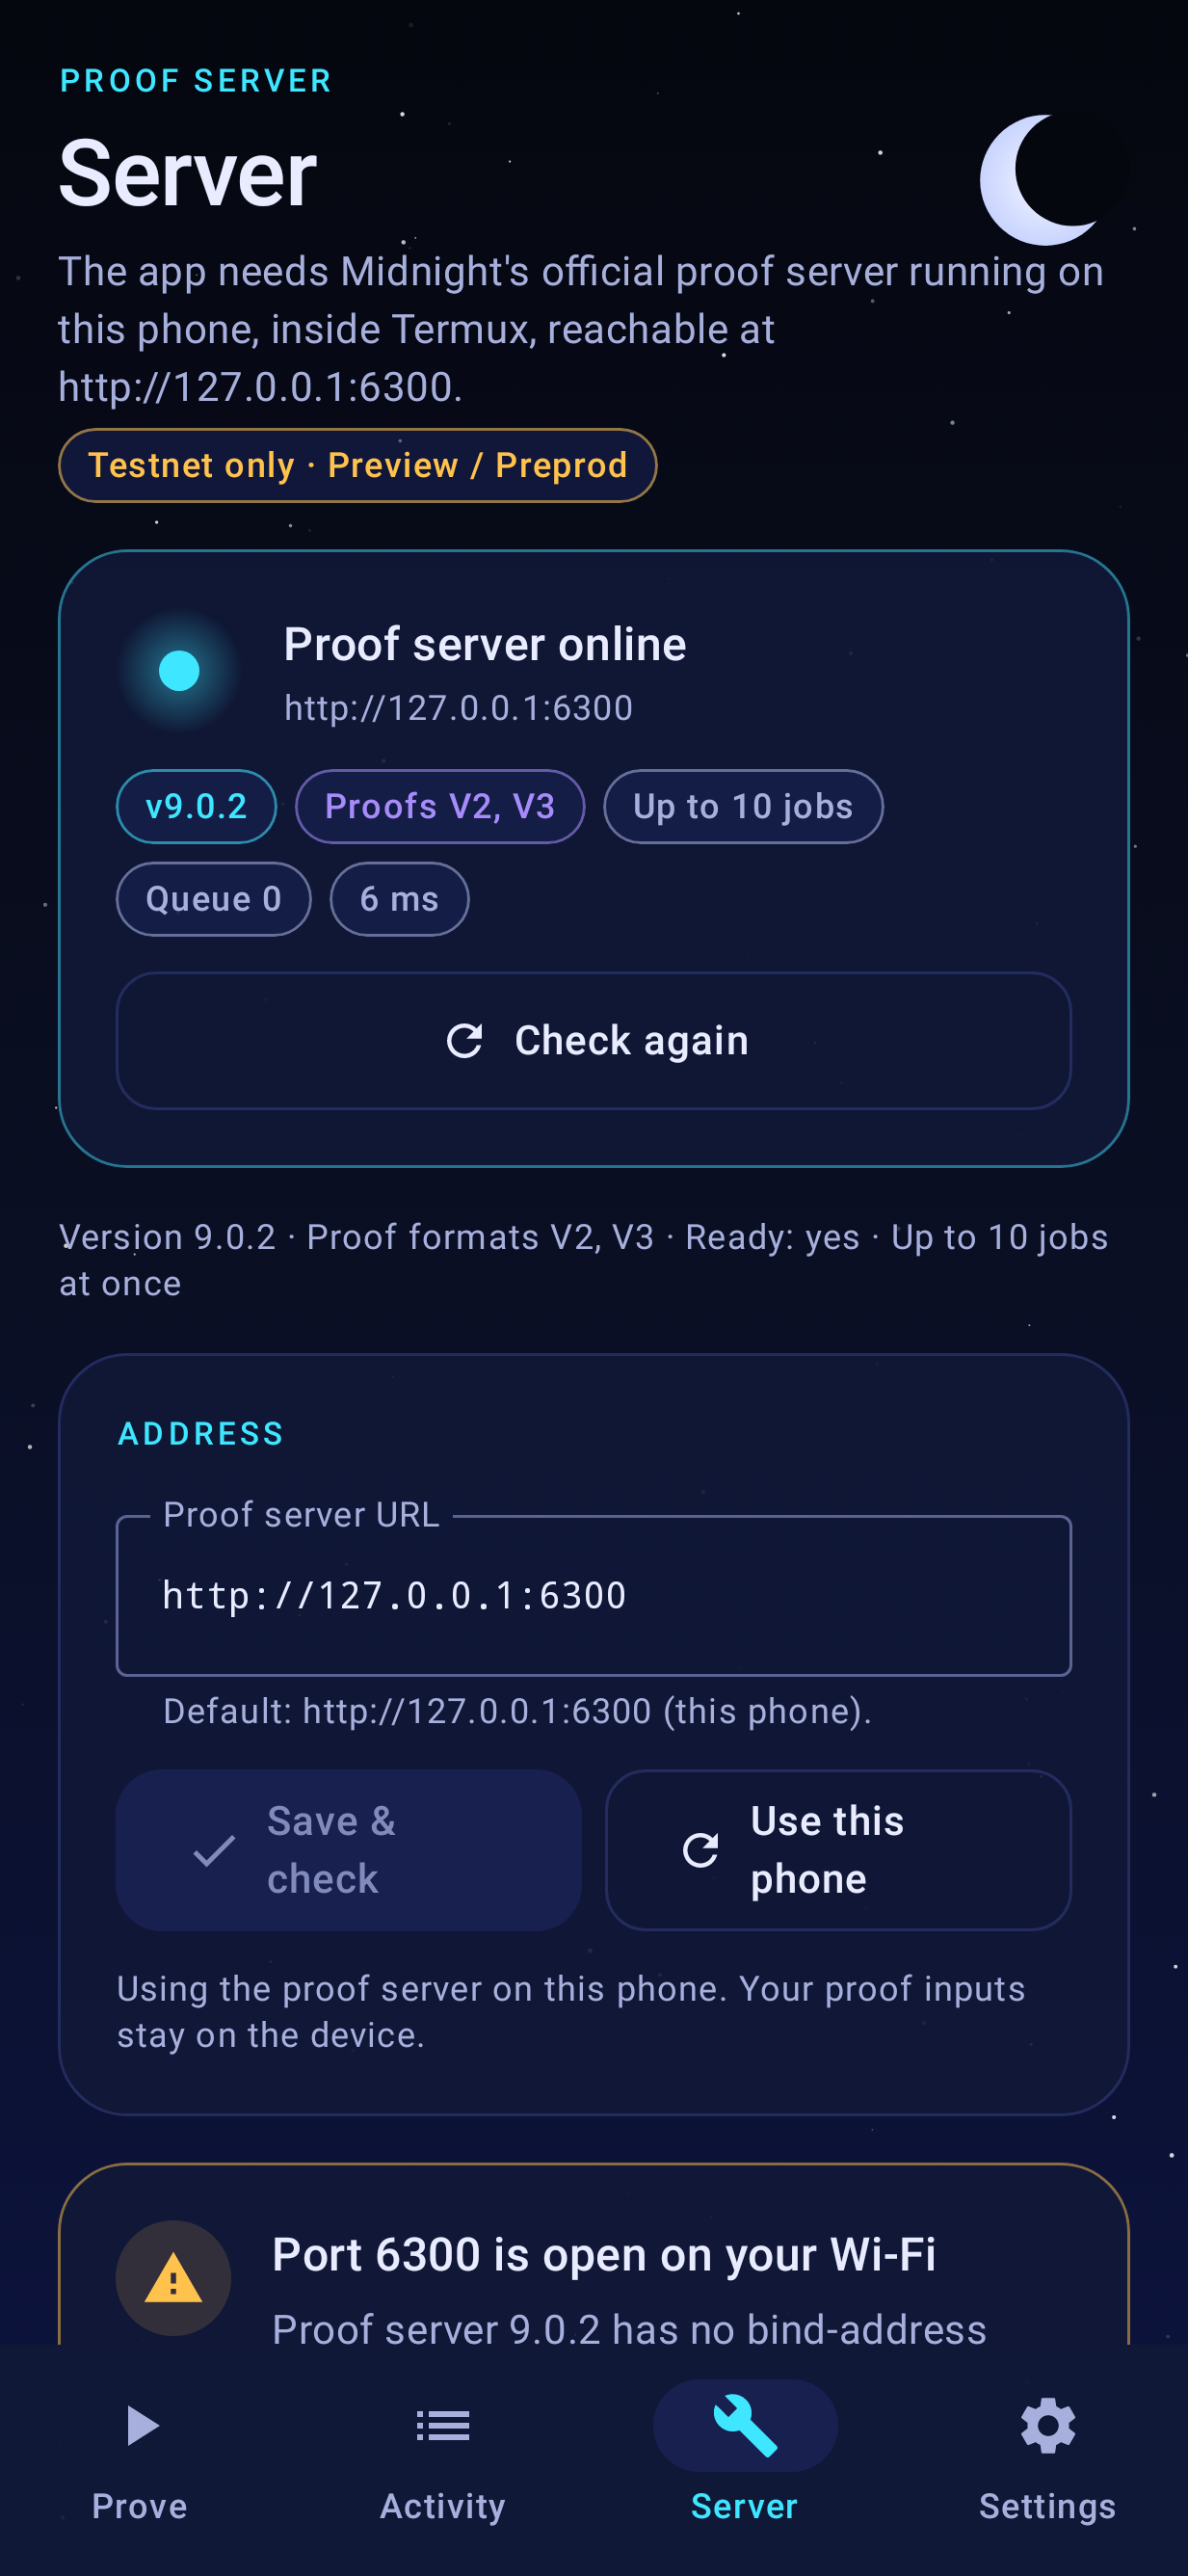 PROOF SERVER
Server
The app needs Midnight's official proof server running on
this phone, inside Termux, reachable at
http://127.0.0.1:6300.
Testnet only · Preview / Preprod
Proof server online
http://127.0.0.1:6300
v9.0.2 Proofs V2, V3 Up to 10 jobs
Queue 0 6 ms
Check again
Version 9.0.2 · Proof formats V2, V3 · Ready: yes · Up to 10 jobs
at once
ADDRESS
Proof server URL
http://127.0.0.1:6300
Default: http://127.0.0.1:6300 (this phone).
Save &
check
Use this
phone
Using the proof server on this phone. Your proof inputs
stay on the device.
Port 6300 is open on your Wi-Fi
Proof server 9.0.2 has no bind-address
Prove Activity Server Settings